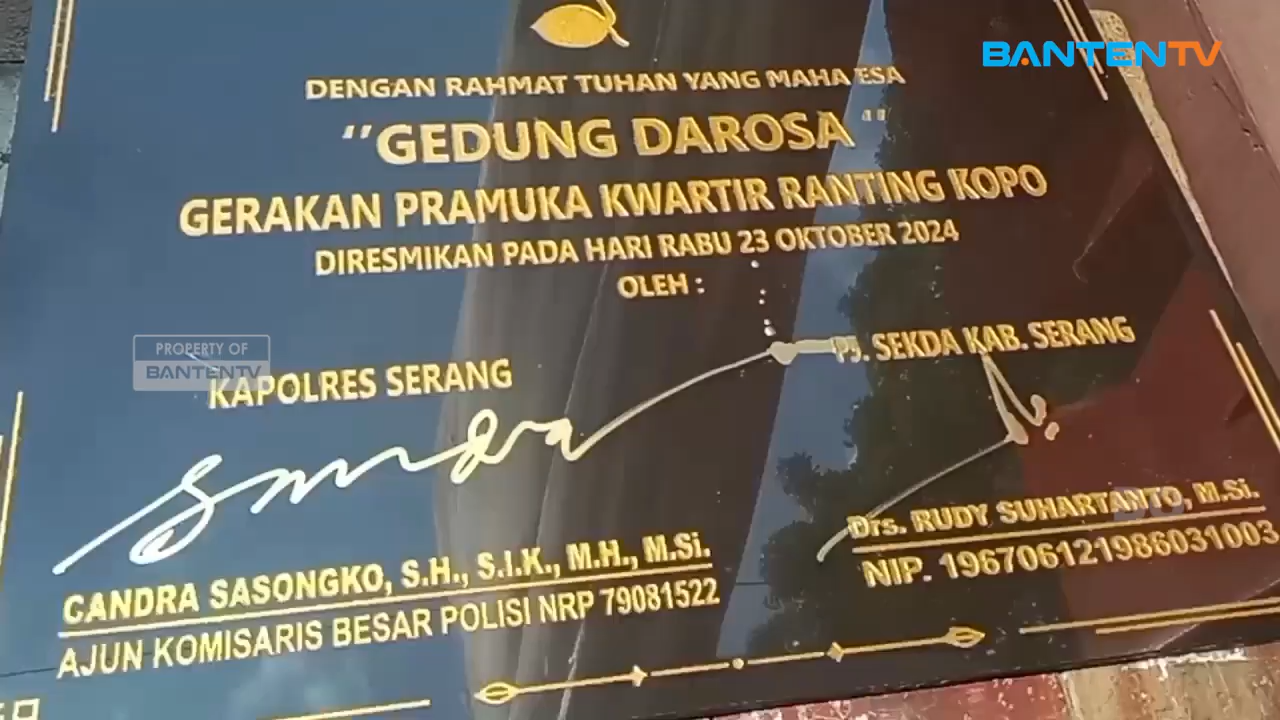 BANTENTV
DENGAN RAHMAT TUHAN YANG MAHA ESA
"GEDUNG DAROSA"
GERAKAN PRAMUKA KWARTIR RANTING KOPO
DIRESMIKAN PADA HARI RABU 23 OKTOBER 2024
OLEH :
PROPERTY OF
BANTENTV
KAPOLRES SERANG
CANDRA SASONGKO, S.H., S.I.K., M.H., M.Si.
AJUN KOMISARIS BESAR POLISI NRP 79081522
PJ. SEKDA KAB. SERANG
Drs. RUDY SUHARTANTO, M.Si.
NIP. 196706121986031003